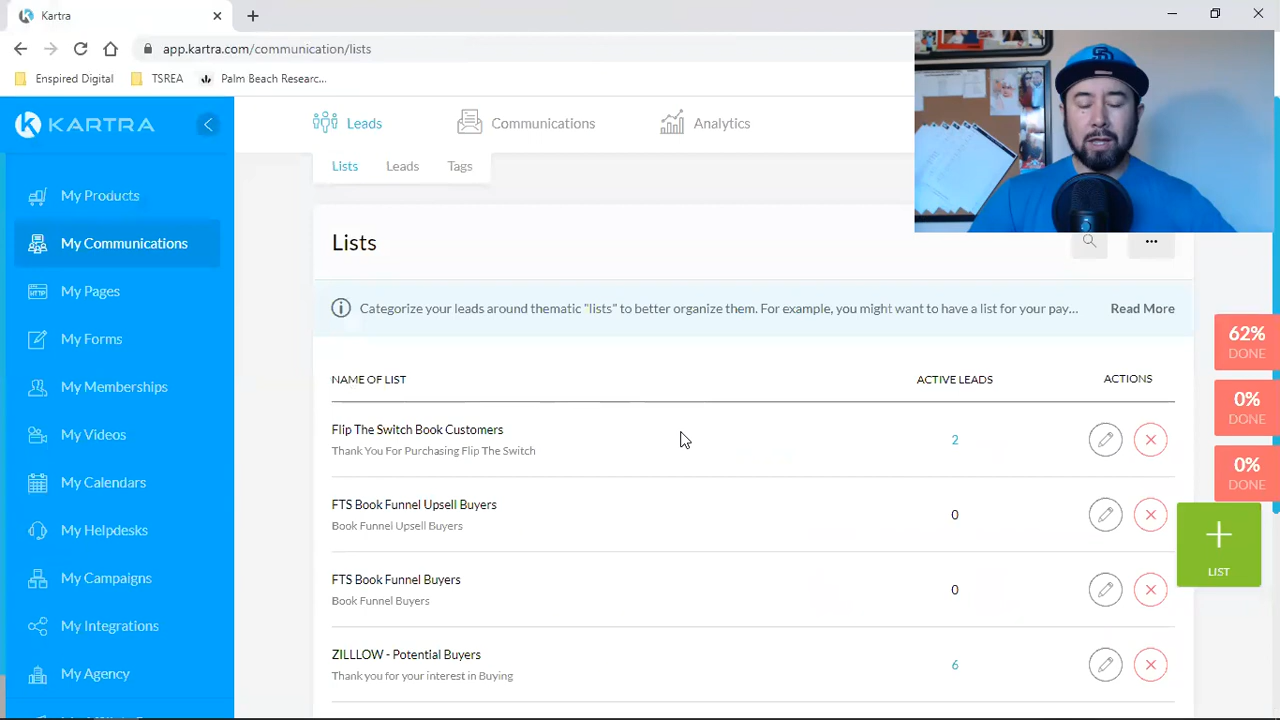 Kartra
app.kartra.com/communication/lists
Enspired Digital
TSREA
Palm Beach Researc...
KARTRA
Leads
Communications
Analytics
Lists
Leads
Tags
My Products
My Communications
My Pages
My Forms
My Memberships
My Videos
My Calendars
My Helpdesks
My Campaigns
My Integrations
My Agency
Lists
Categorize your leads around thematic "lists" to better organize them. For example, you might want to have a list for your pay...
Read More
NAME OF LIST
ACTIVE LEADS
ACTIONS
Flip The Switch Book Customers
Thank You For Purchasing Flip The Switch
2
FTS Book Funnel Upsell Buyers
Book Funnel Upsell Buyers
0
FTS Book Funnel Buyers
Book Funnel Buyers
0
ZILLLOW - Potential Buyers
Thank you for your interest in Buying
6
62%
DONE
0%
DONE
0%
DONE
LIST